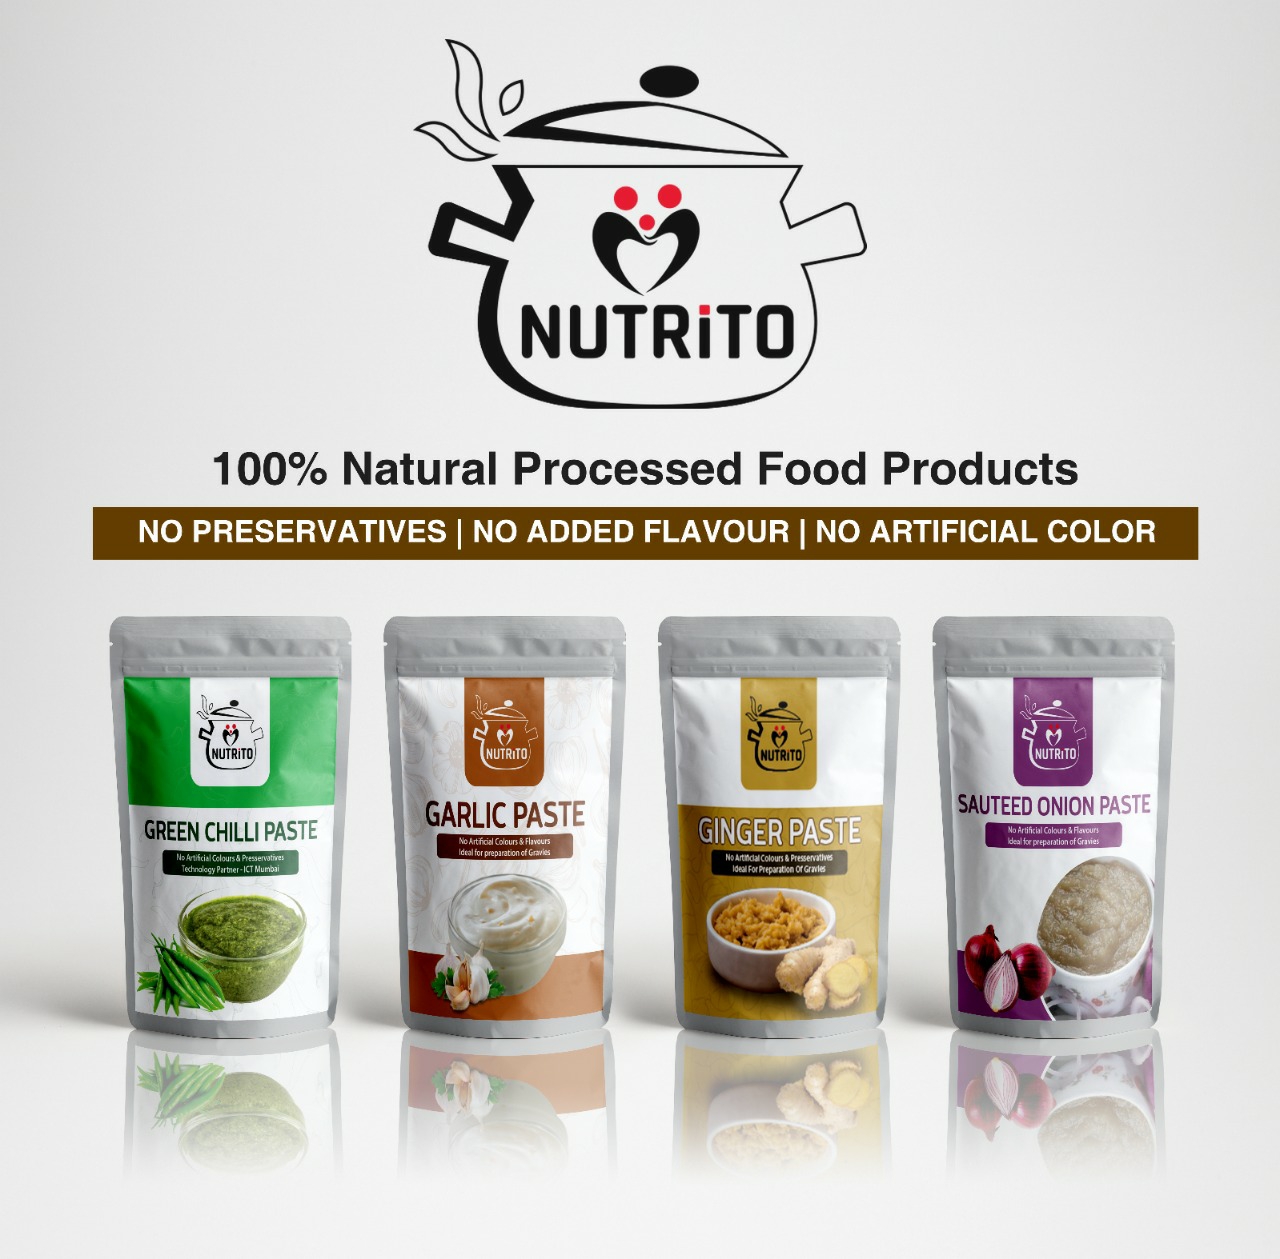 NUTRiTO
100% Natural Processed Food Products
NO PRESERVATIVES | NO ADDED FLAVOUR | NO ARTIFICIAL COLOR
NUTRiTO
GREEN CHILLI PASTE
No Artificial Colours & Presservatives
Technology Partner - ICT Mumbai
NUTRiTO
GARLIC PASTE
No Artificial Colours & Flavours
Ideal for preparation of Gravies
NUTRiTO
GINGER PASTE
No Artificial Colours & Presservatives
Ideal For Preparation Of Gravies
NUTRiTO
SAUTEED ONION PASTE
No Artificial Colours & Flavours
Ideal for preparation of Gravies